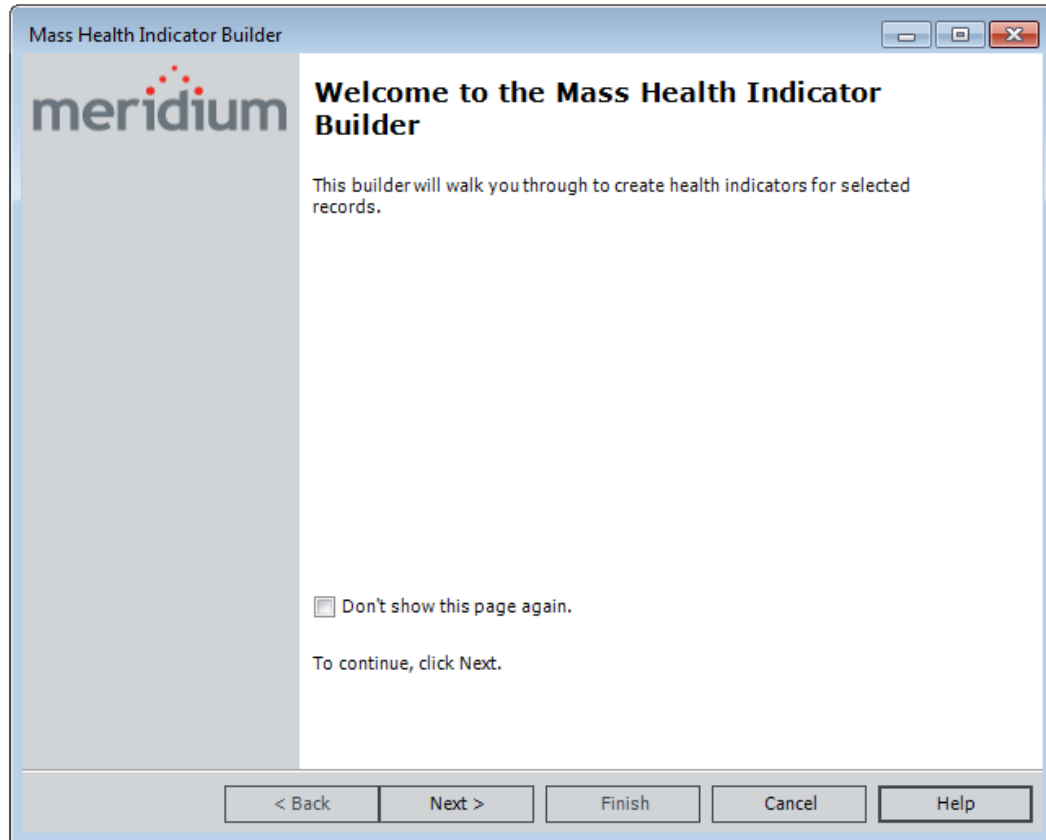 Mass Health Indicator Builder
meridium
Welcome to the Mass Health Indicator
Builder
This builder will walk you through to create health indicators for selected
records.
Don't show this page again.
To continue, click Next.
< Back Next > Finish Cancel Help